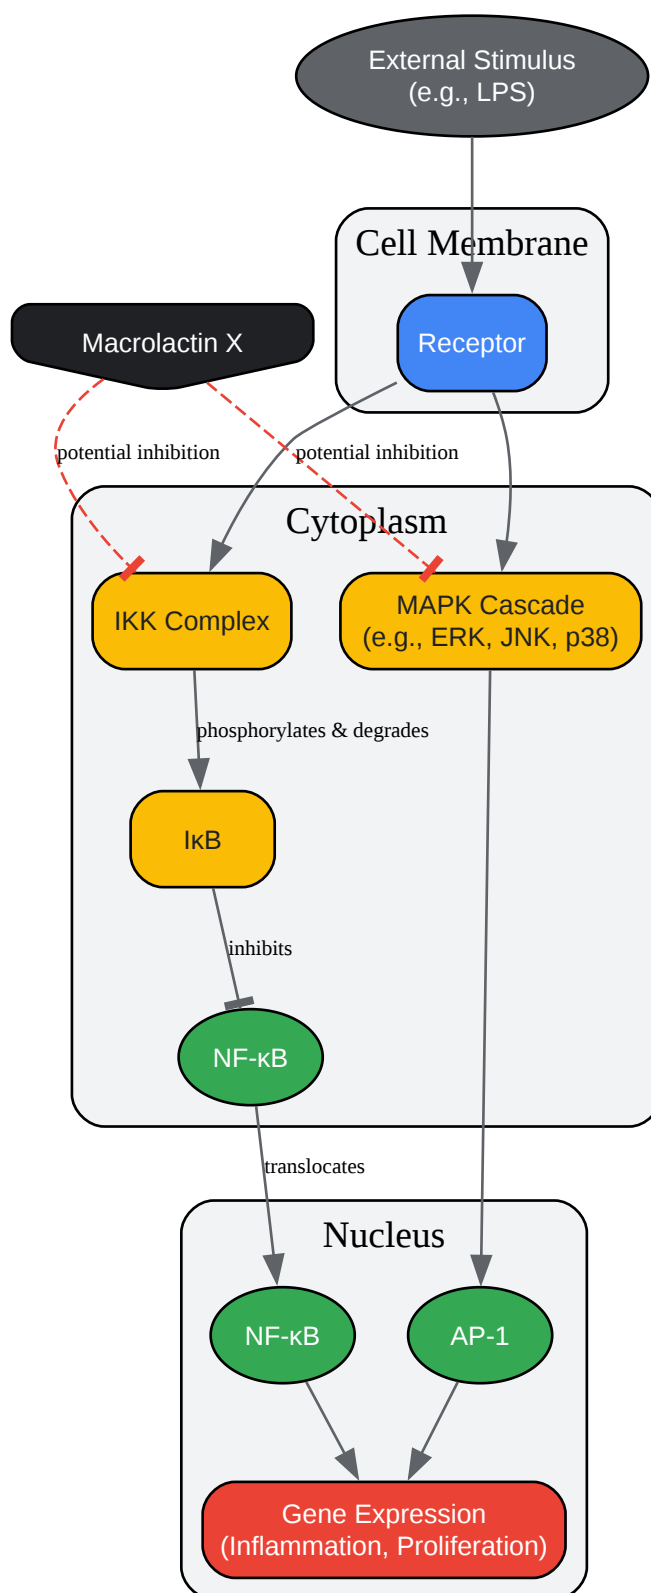 External Stimulus
(e.g., LPS)
Cell Membrane
Macrolactin X
Receptor
potential inhibition
potential inhibition
Cytoplasm
IKK Complex
MAPK Cascade
(e.g., ERK, JNK, p38)
phosphorylates & degrades
IκB
inhibits
NF-κB
translocates
Nucleus
NF-κB
AP-1
Gene Expression
(Inflammation, Proliferation)